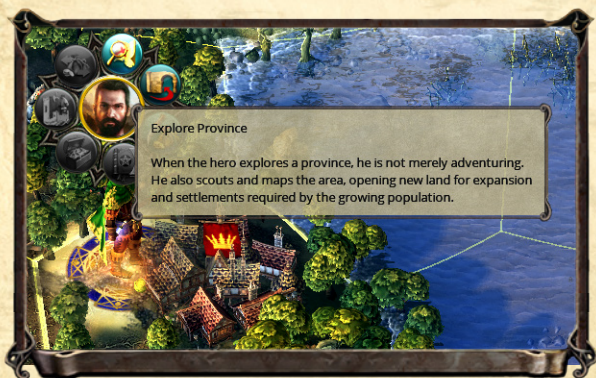 Explore Province
When the hero explores a province, he is not merely adventuring.
He also scouts and maps the area, opening new land for expansion
and settlements required by the growing population.